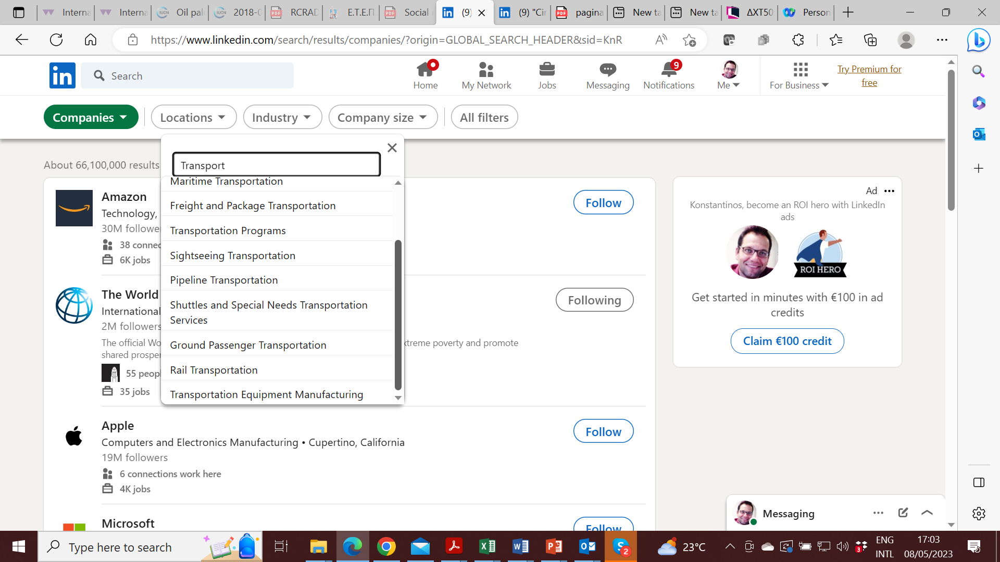 Interna
Interna
Oil pal
2018-0
RCRAD
Ε.Τ.Ε.Π.
Social
(9)
(9) "Cir
pagina
New ta
New ta
ΔΧΤ50
Person
https://www.linkedin.com/search/results/companies/?origin=GLOBAL_SEARCH_HEADER&sid=KnR
in
Search
Home
My Network
Jobs
Messaging
9
Notifications
Me
For Business
Try Premium for
free
Companies
Locations
Industry
Company size
All filters
About 66,100,000 results
Transport
Maritime Transportation
Freight and Package Transportation
Transportation Programs
Sightseeing Transportation
Pipeline Transportation
Shuttles and Special Needs Transportation
Services
Ground Passenger Transportation
Rail Transportation
Transportation Equipment Manufacturing
Amazon
Technology,
30M follower
38 connec
6K jobs
Follow
The World
International
2M followers
The official Wo
xtreme poverty and promote
shared prosper
55 peopl
35 jobs
Following
Apple
Computers and Electronics Manufacturing • Cupertino, California
19M followers
6 connections work here
4K jobs
Follow
Microsoft
Follow
Ad
Konstantinos, become an ROI hero with LinkedIn
ads
ROI HERO
Get started in minutes with €100 in ad
credits
Claim €100 credit
Messaging
Type here to search
2
23°C
3
ENG
INTL
17:03
08/05/2023